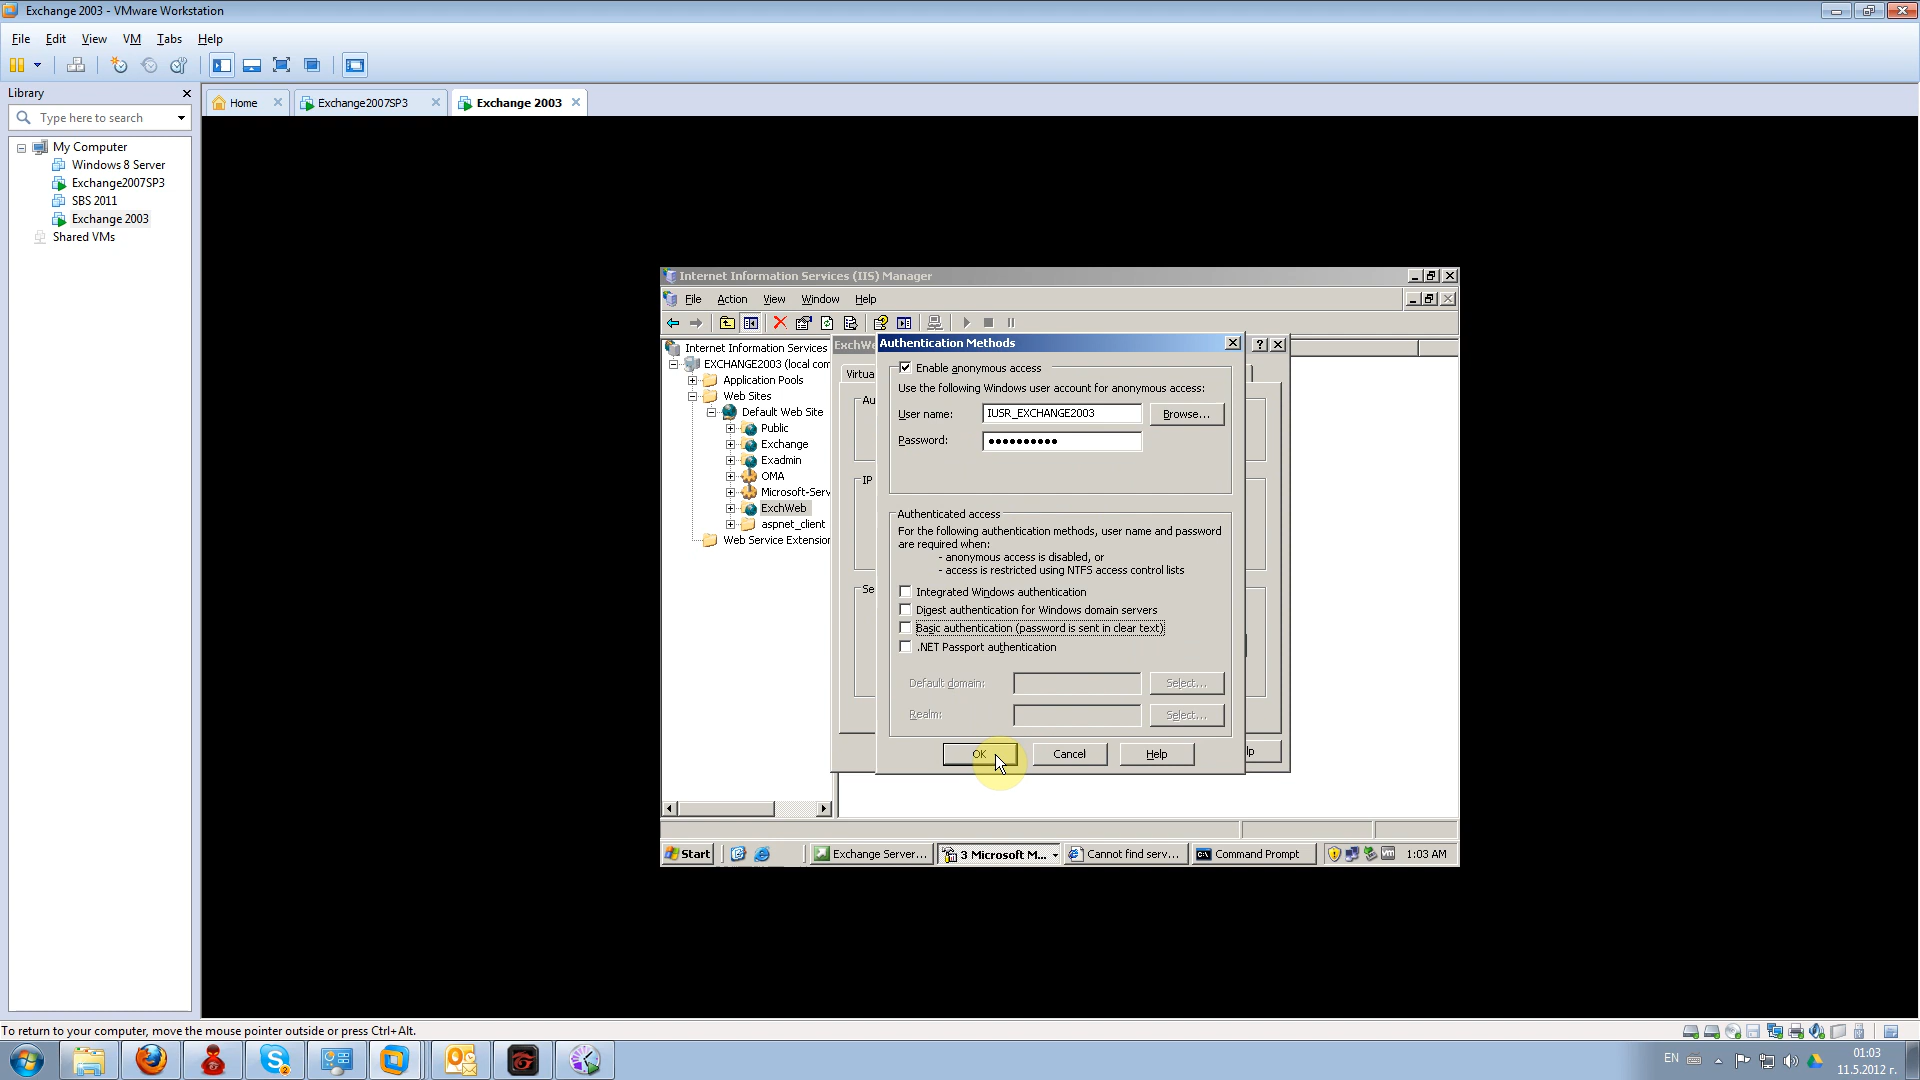 Exchange 2003 - VMware Workstation
File Edit View VM Tabs Help
Library
Type here to search
My Computer
Windows 8 Server
Exchange2007SP3
SBS 2011
Exchange 2003
Shared VMs
Home
Exchange2007SP3
Exchange 2003
Internet Information Services (IIS) Manager
File Action View Window Help
Internet Information Services
EXCHANGE2003 (local com
Application Pools
Web Sites
Default Web Site
Public
Exchange
Exadmin
OMA
Microsoft-Serv
ExchWeb
aspnet_client
Web Service Extension
ExchWe
Virtua
Au
IP
Se
lp
Authentication Methods
Enable anonymous access
Use the following Windows user account for anonymous access:
User name: IUSR_EXCHANGE2003 Browse...
Password: ●●●●●●●●●●
Authenticated access
For the following authentication methods, user name and password
are required when:
- anonymous access is disabled, or
- access is restricted using NTFS access control lists
Integrated Windows authentication
Digest authentication for Windows domain servers
Basic authentication (password is sent in clear text)
.NET Passport authentication
Default domain: Select...
Realm: Select...
OK Cancel Help
Start Exchange Server... 3 Microsoft M... Cannot find serv... Command Prompt 1:03 AM
To return to your computer, move the mouse pointer outside or press Ctrl+Alt.
EN 01:03
11.5.2012 г.